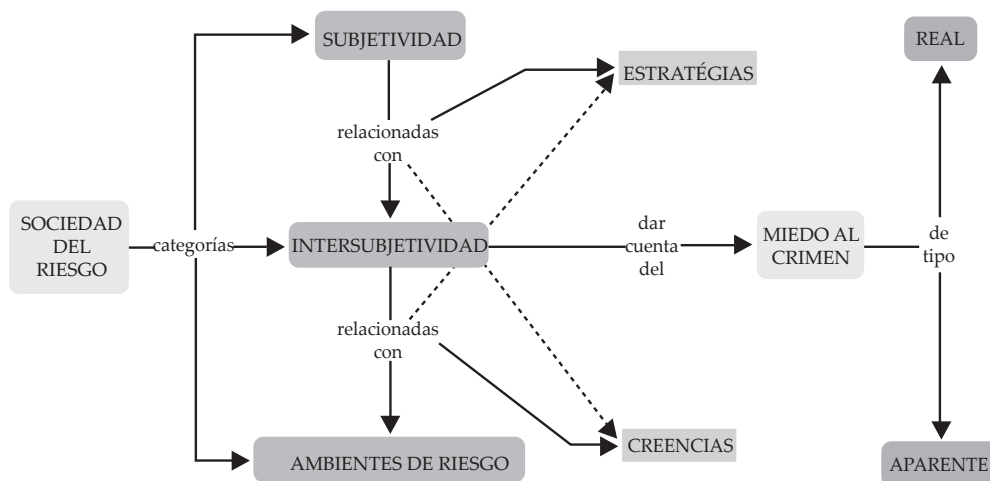 SUBJETIVIDAD
REAL
ESTRATÉGIAS
relacionadas
con
SOCIEDAD
DEL
RIESGO
categorías
INTERSUBJETIVIDAD
dar
cuenta
del
MIEDO AL
CRIMEN
de
tipo
relacionadas
con
CREENCIAS
AMBIENTES DE RIESGO
APARENTE